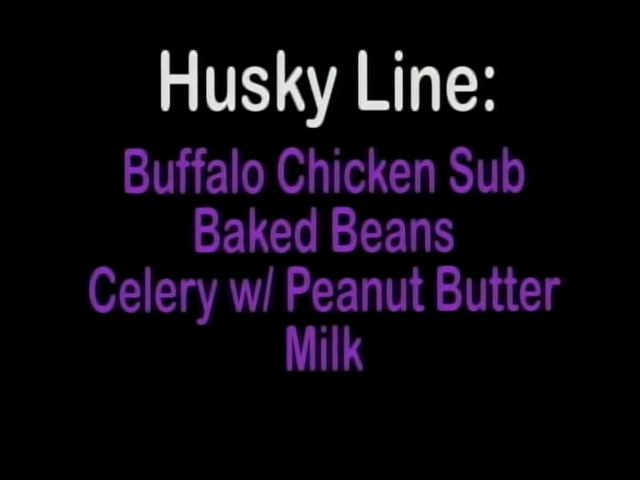 Husky Line:
Buffalo Chicken Sub
Baked Beans
Celery w/ Peanut Butter
Milk